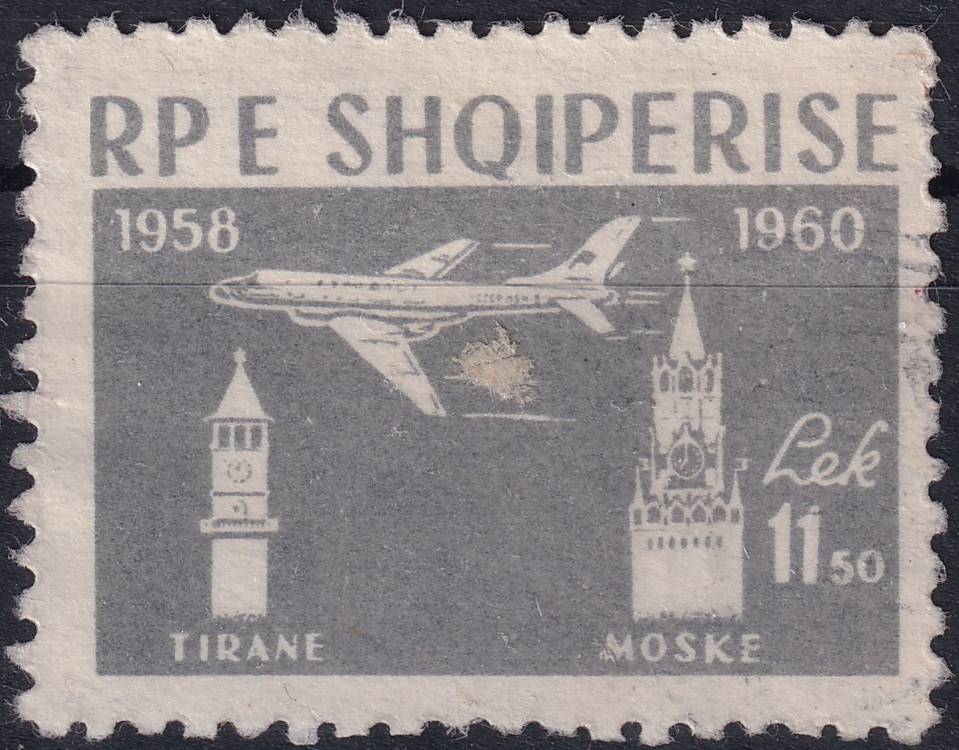 RP E SHQIPERISE
1958 1960
Lek
11 50
TIRANE MOSKE